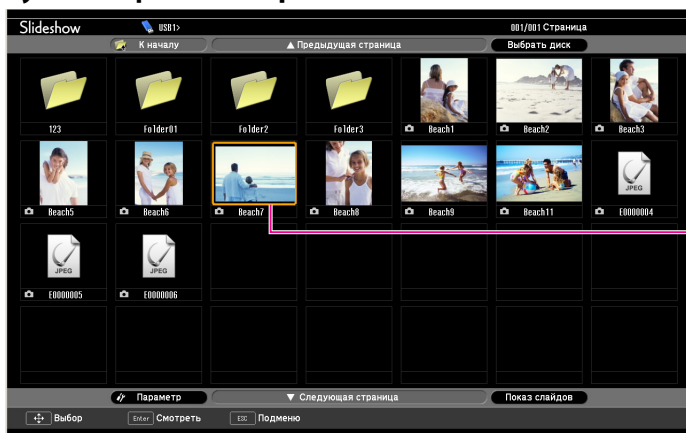 Slideshow USB1> 001/001 Страница
К началу ▲ Предыдущая страница Выбрать диск
123 Folder01 Folder2 Folder3 Beach1 Beach2 Beach3
Beach5 Beach6 Beach7 Beach8 Beach9 Beach11 E0000004
JPEG
E0000005 E0000006
JPEG JPEG
Параметр ▼ Следующая страница Показ слайдов
Выбор Enter Смотреть ESC Подменю